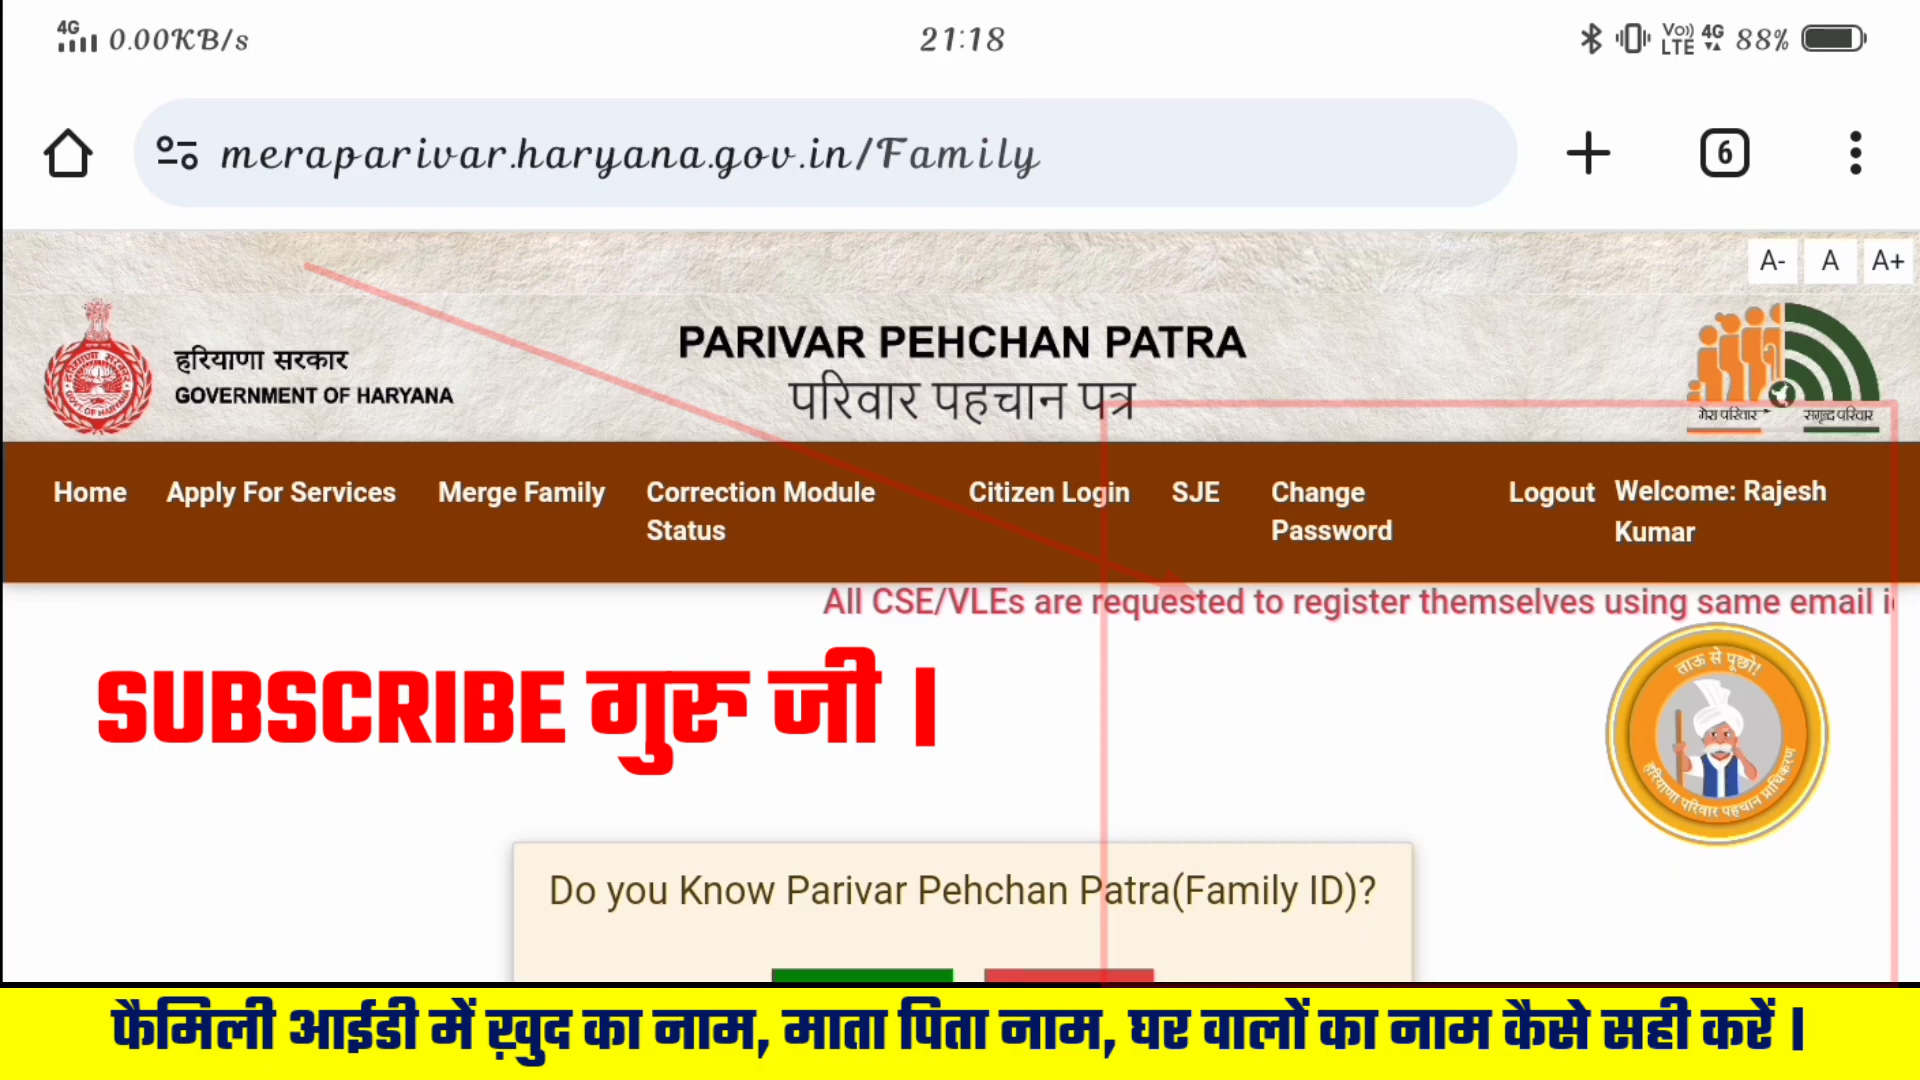 4G 0.00KB/s 21:18 Vo)) LTE 4G 88%
meraparivar.haryana.gov.in/Family 6
A- A A+
हरियाणा सरकार
GOVERNMENT OF HARYANA
PARIVAR PEHCHAN PATRA
परिवार पहचान पत्र
मेरा परिवार समृद्ध परिवार
Home Apply For Services Merge Family Correction Module Status Citizen Login SJE Change Password Logout Welcome: Rajesh Kumar
All CSE/VLEs are requested to register themselves using same email i
SUBSCRIBE गुरु जी |
ताऊ से पूछो!
हरियाणा परिवार पहचान प्राधिकरण
Do you Know Parivar Pehchan Patra(Family ID)?
फैमिली आईडी में ख़ुद का नाम, माता पिता नाम, घर वालों का नाम कैसे सही करें |